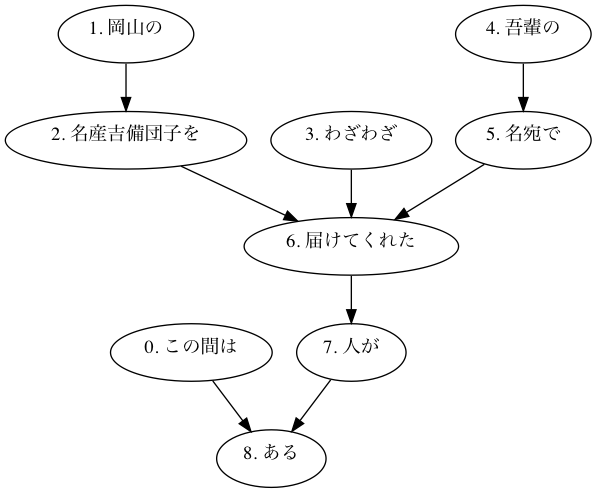 1. 岡山の
4. 吾輩の
2. 名産吉備団子を
3. わざわざ
5. 名宛で
6. 届けてくれた
0. この間は
7. 人が
8. ある